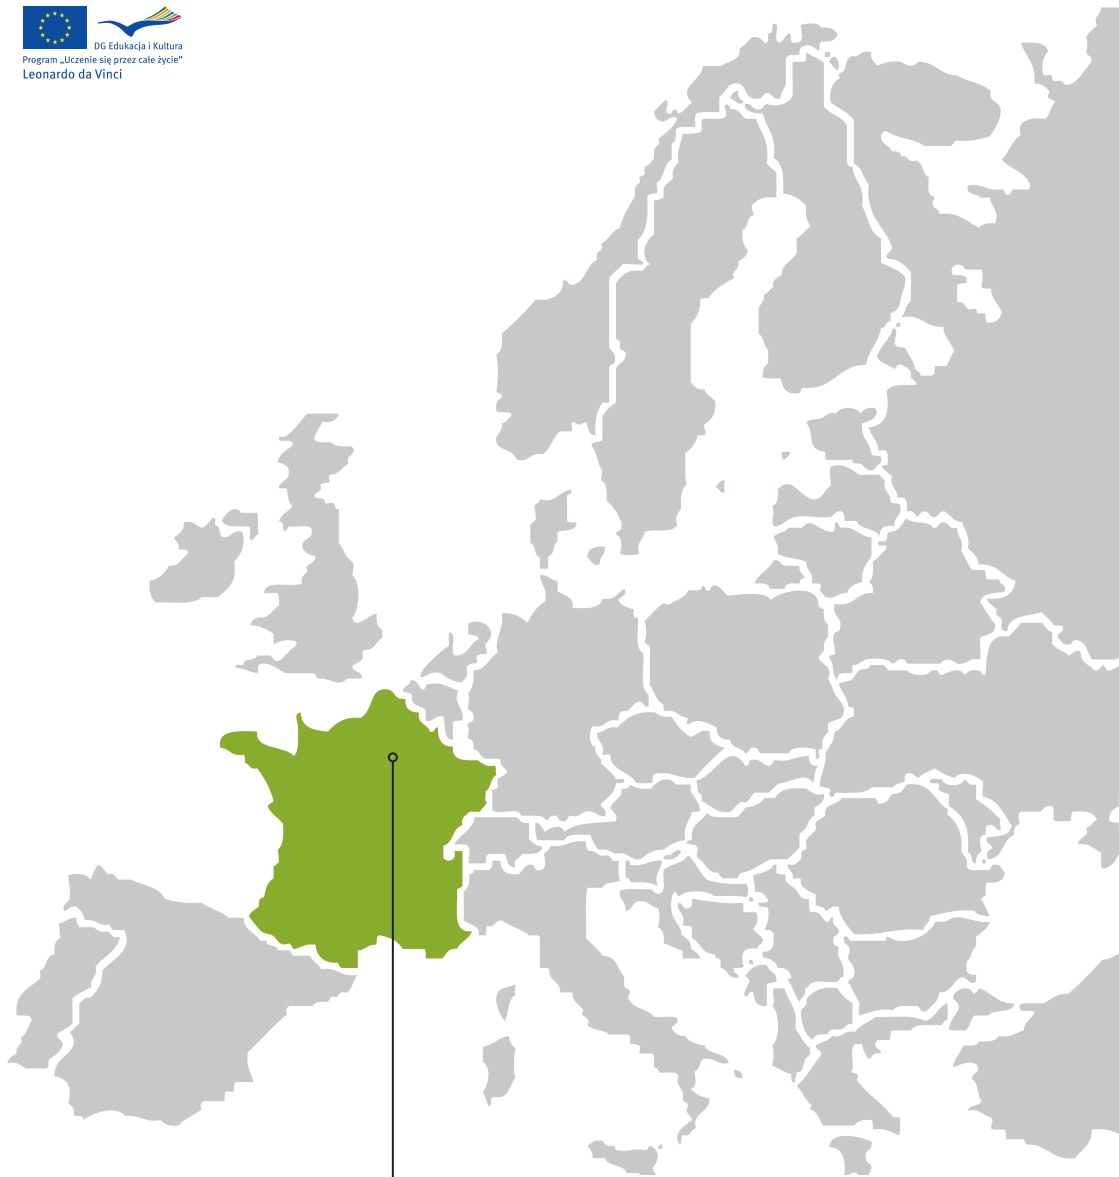 DG Edukacja i Kultura
Program „Uczenie się przez całe życie”
Leonardo da Vinci